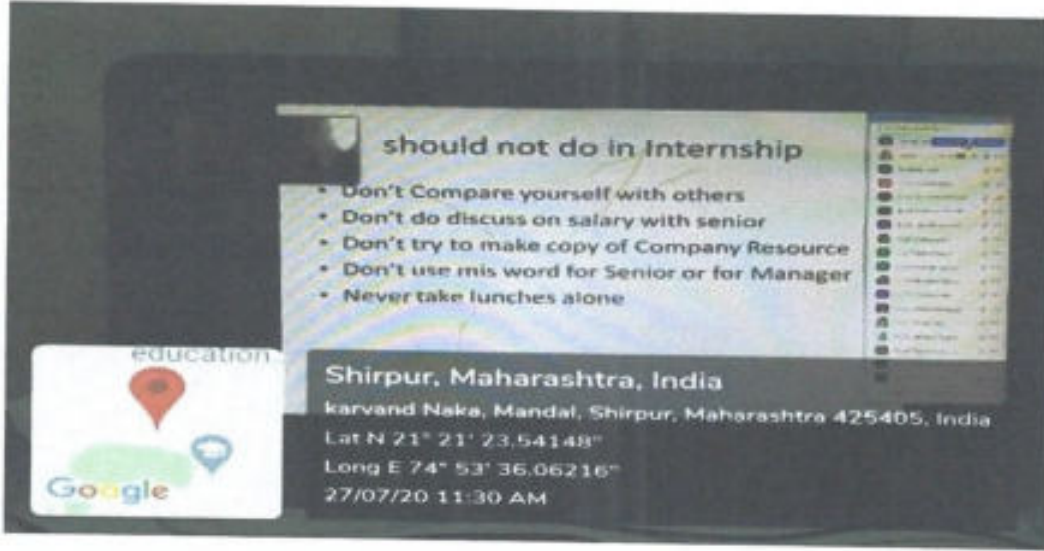 should not do in Internship
• Don't Compare yourself with others
• Don't do discuss on salary with senior
• Don't try to make copy of Company Resource
• Don't use mis word for Senior or for Manager
• Never take lunches alone
education
Google
Shirpur, Maharashtra, India
karvand Naka, Mandal, Shirpur, Maharashtra 425405, India
Lat N 21° 21' 23.54148"
Long E 74° 53' 36.06216"
27/07/20 11:30 AM